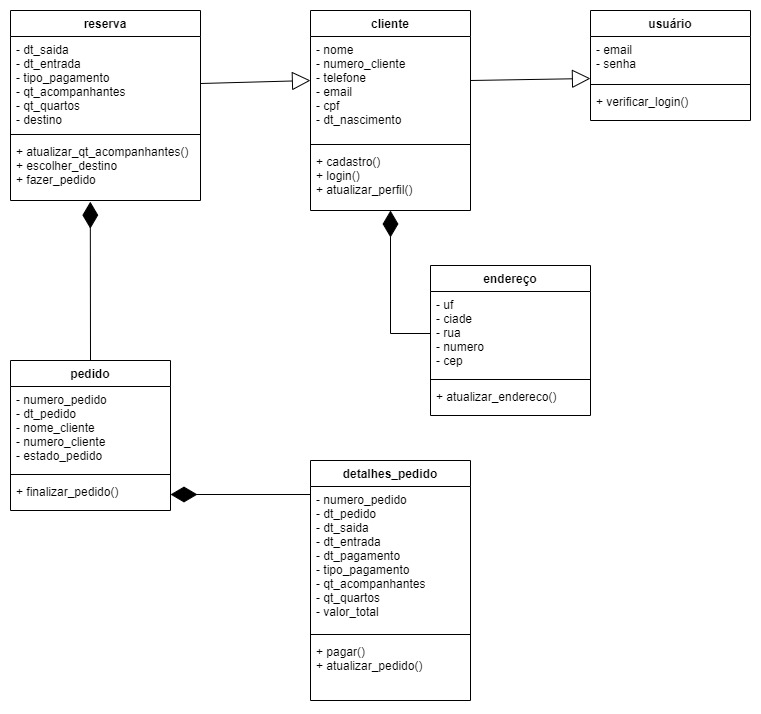 reserva
- dt_saida
- dt_entrada
- tipo_pagamento
- qt_acompanhantes
- qt_quartos
- destino
+ atualizar_qt_acompanhantes()
+ escolher_destino
+ fazer_pedido
cliente
- nome
- numero_cliente
- telefone
- email
- cpf
- dt_nascimento
+ cadastro()
+ login()
+ atualizar_perfil()
usuário
- email
- senha
+ verificar_login()
endereço
- uf
- ciade
- rua
- numero
- cep
+ atualizar_endereco()
pedido
- numero_pedido
- dt_pedido
- nome_cliente
- numero_cliente
- estado_pedido
+ finalizar_pedido()
detalhes_pedido
- numero_pedido
- dt_pedido
- dt_saida
- dt_entrada
- dt_pagamento
- tipo_pagamento
- qt_acompanhantes
- qt_quartos
- valor_total
+ pagar()
+ atualizar_pedido()